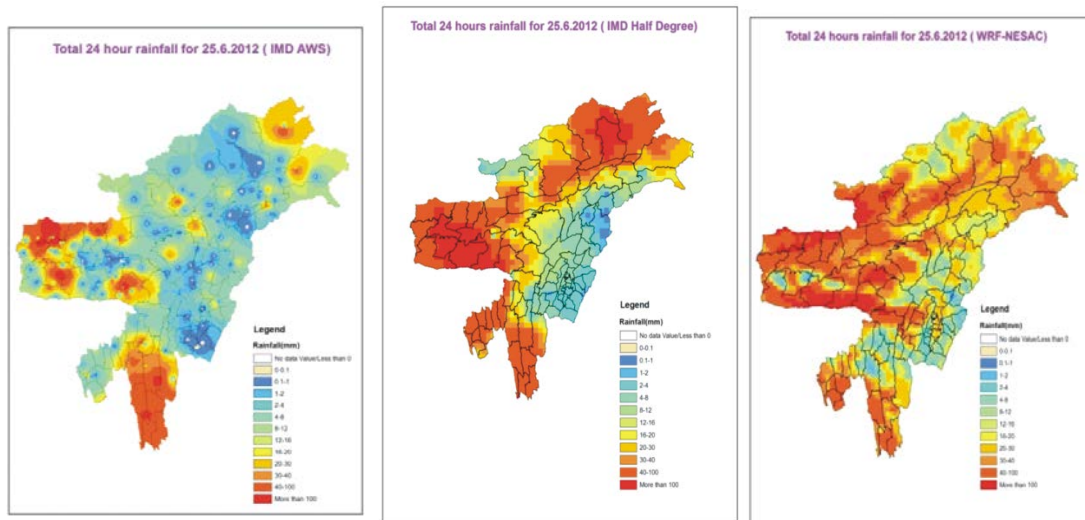 Total 24 hour rainfall for 25.6.2012 ( IMD AWS)
Legend
Rainfall(mm)
No data Value/Less than 0
0-0.1
0.1-1
1-2
2-4
4-8
8-12
12-16
16-20
20-30
30-40
40-100
More than 100
Total 24 hours rainfall for 25.6.2012 ( IMD Half Degree)
Legend
Rainfall(mm)
No data Value/Less than 0
0-0.1
0.1-1
1-2
2-4
4-8
8-12
12-16
16-20
20-30
30-40
40-100
More than 100
Total 24 hours rainfall for 25.6.2012 ( WRF-NESAC)
Legend
Rainfall(mm)
No data Value/Less than 0
0-0.1
0.1-1
1-2
2-4
4-8
8-12
12-16
16-20
20-30
30-40
40-100
More than 100